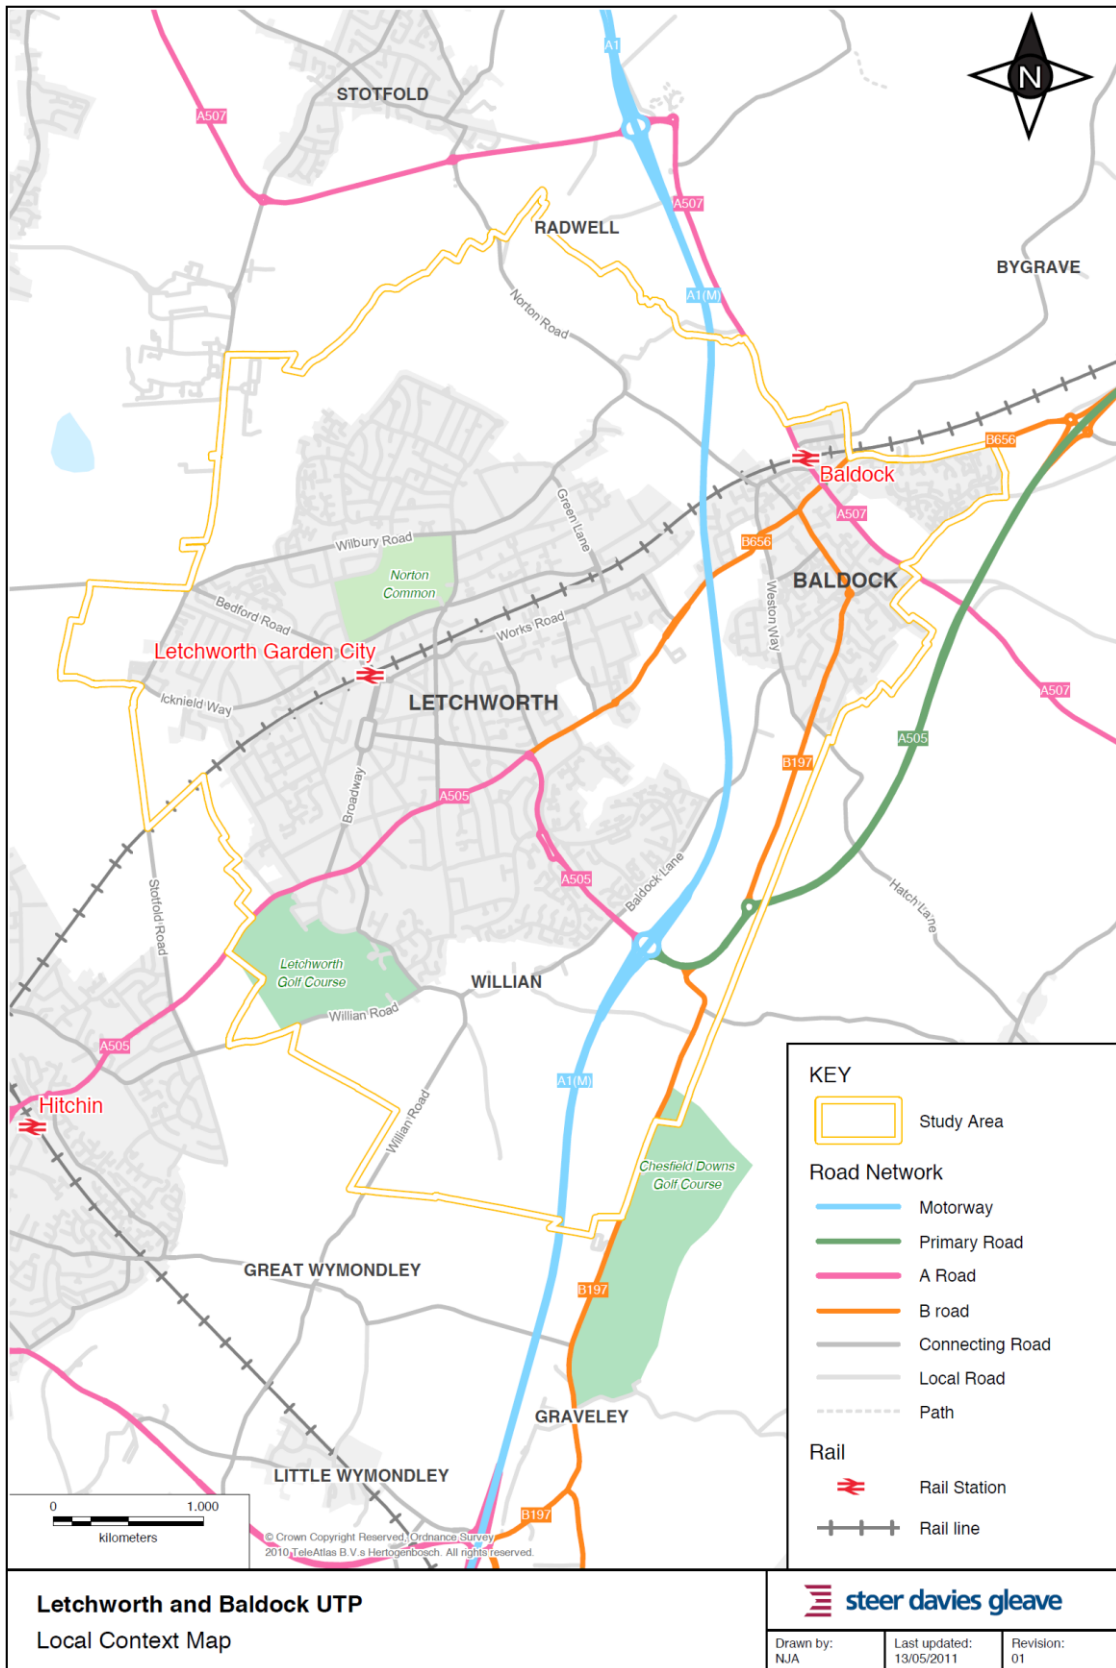 A1
STOTFOLD
A507
N
A507
RADWELL
BYGRAVE
A1(M)
Norton Road
B656
Baldock
A507
Green Lane
Wilbury Road
B656
Norton
Common
BALDOCK
Weston Way
Bedford Road
Works Road
Letchworth Garden City
Icknield Way
LETCHWORTH
A507
A505
B197
Broadway
A505
A505
Baldock Lane
Stotfold Road
Hatch Lane
Letchworth
Golf Course
WILLIAN
Willian Road
A505
A1(M)
Hitchin
Willian Road
Chesfield Downs
Golf Course
GREAT WYMONDLEY
B197
GRAVELEY
LITTLE WYMONDLEY
B197
KEY
Study Area
Road Network
Motorway
Primary Road
A Road
B road
Connecting Road
Local Road
Path
Rail
Rail Station
Rail line
0 1,000
kilometers
© Crown Copyright Reserved, Ordnance Survey
2010 TeleAtlas B.V.s Hertogenbosch. All rights reserved.
Letchworth and Baldock UTP
Local Context Map
steer davies gleave
Drawn by:
NJA
Last updated:
13/05/2011
Revision:
01